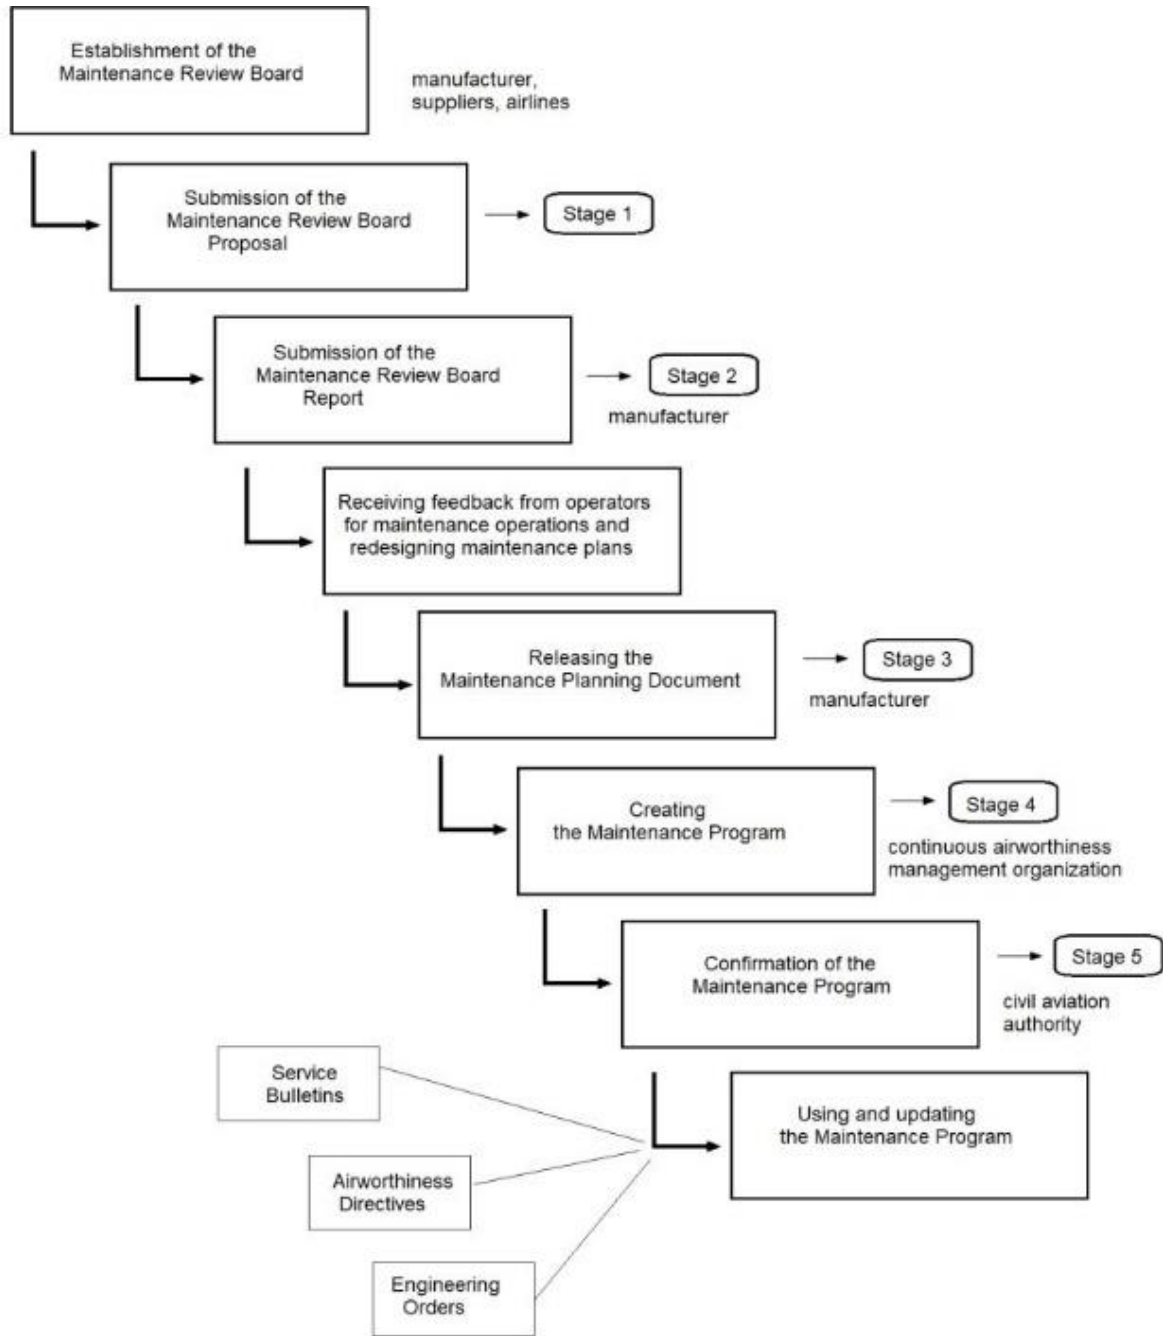 Establishment of the
Maintenance Review Board
manufacturer,
suppliers, airlines
Submission of the
Maintenance Review Board
Proposal
Stage 1
Submission of the
Maintenance Review Board
Report
Stage 2
manufacturer
Receiving feedback from operators
for maintenance operations and
redesigning maintenance plans
Releasing the
Maintenance Planning Document
Stage 3
manufacturer
Creating
the Maintenance Program
Stage 4
continuous airworthiness
management organization
Confirmation of the
Maintenance Program
Stage 5
civil aviation
authority
Service
Bulletins
Using and updating
the Maintenance Program
Airworthiness
Directives
Engineering
Orders